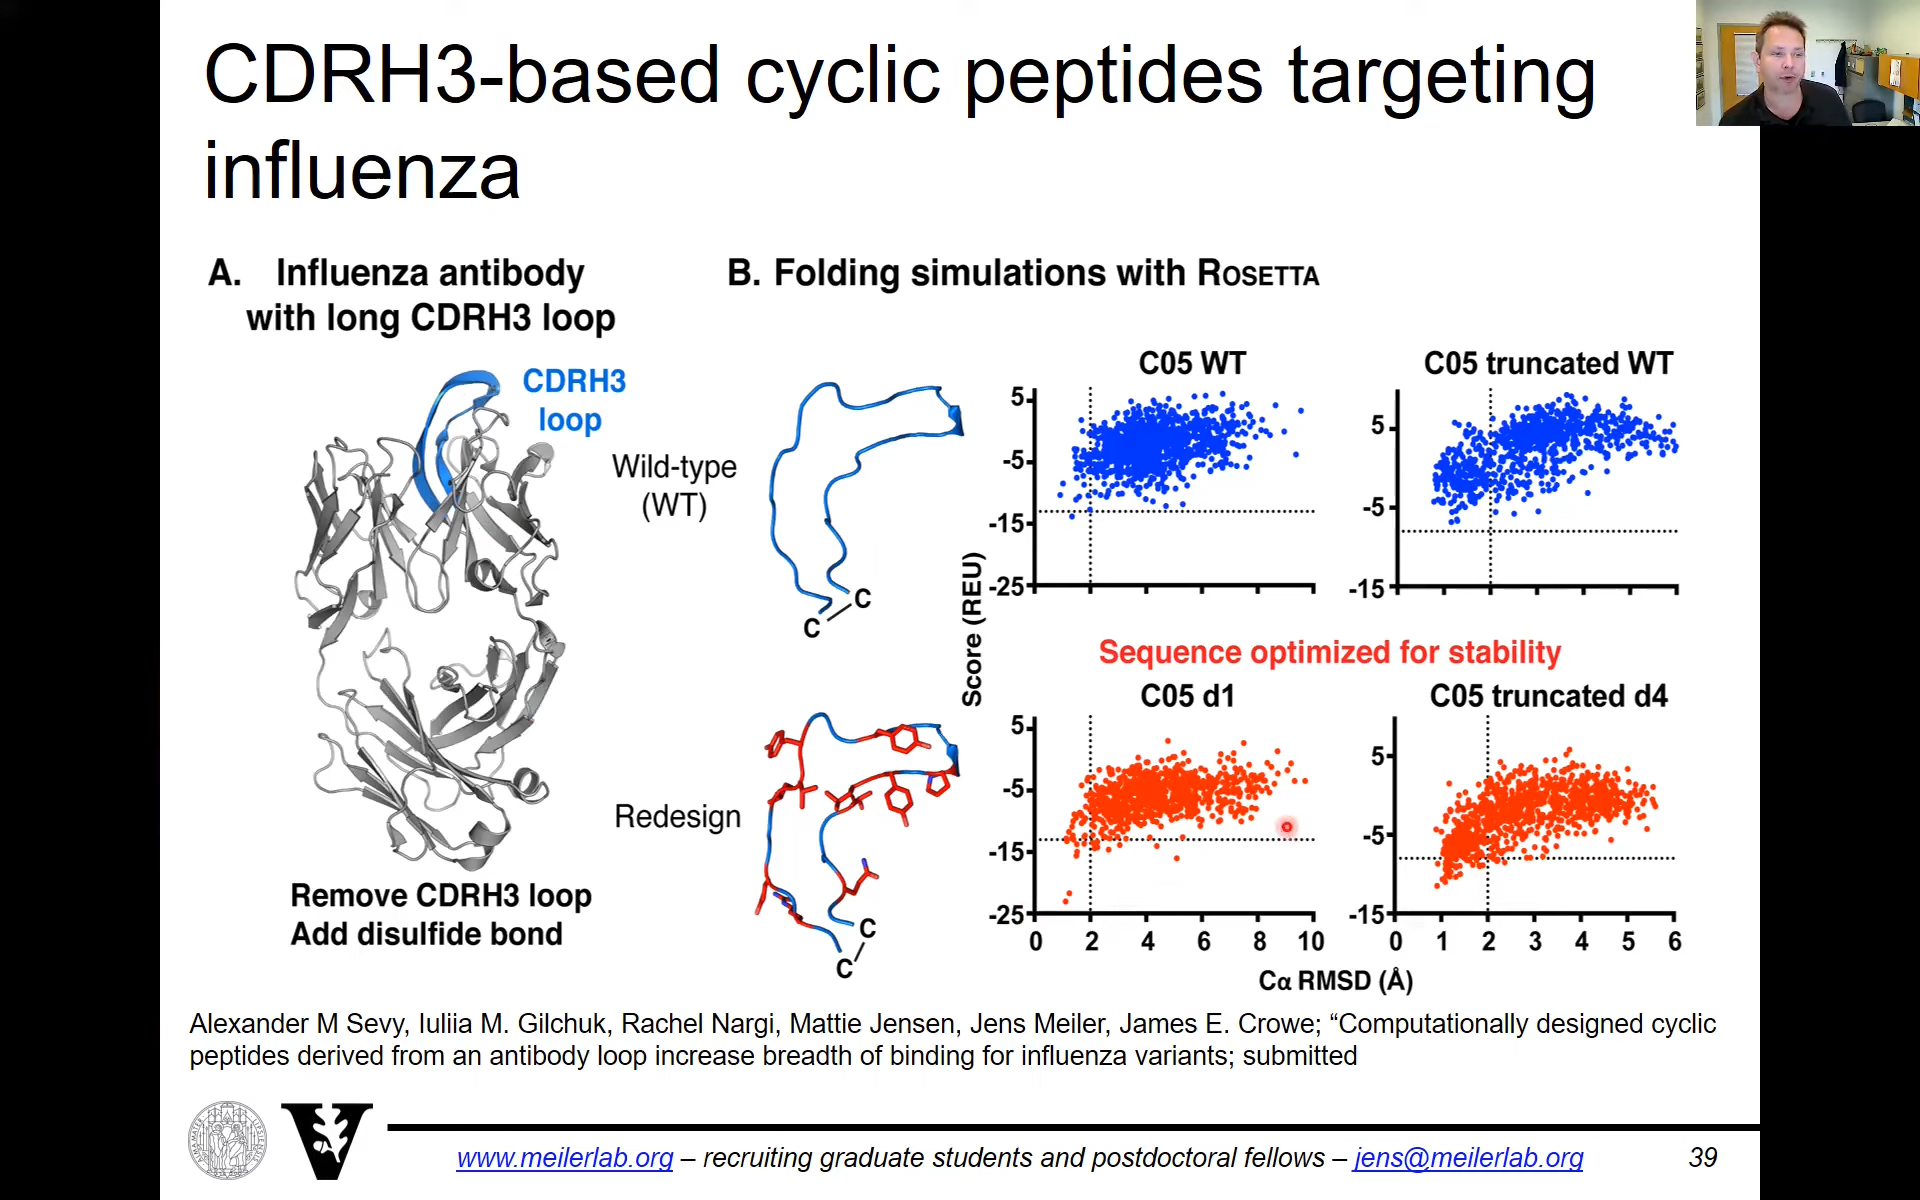 CDRH3-based cyclic peptides targeting
influenza
A. Influenza antibody
with long CDRH3 loop
B. Folding simulations with ROSETTA
CDRH3
loop
Wild-type
(WT)
C
C
Redesign
C
C
Remove CDRH3 loop
Add disulfide bond
C05 WT
5
-5
-15
-25
C05 truncated WT
5
-5
-15
Score (REU)
Sequence optimized for stability
C05 d1
5
-5
-15
-25
0 2 4 6 8 10
C05 truncated d4
5
-5
-15
0 1 2 3 4 5 6
Cα RMSD (Å)
Alexander M Sevy, Iuliia M. Gilchuk, Rachel Nargi, Mattie Jensen, Jens Meiler, James E. Crowe; “Computationally designed cyclic
peptides derived from an antibody loop increase breadth of binding for influenza variants; submitted
www.meilerlab.org – recruiting graduate students and postdoctoral fellows – jens@meilerlab.org
39